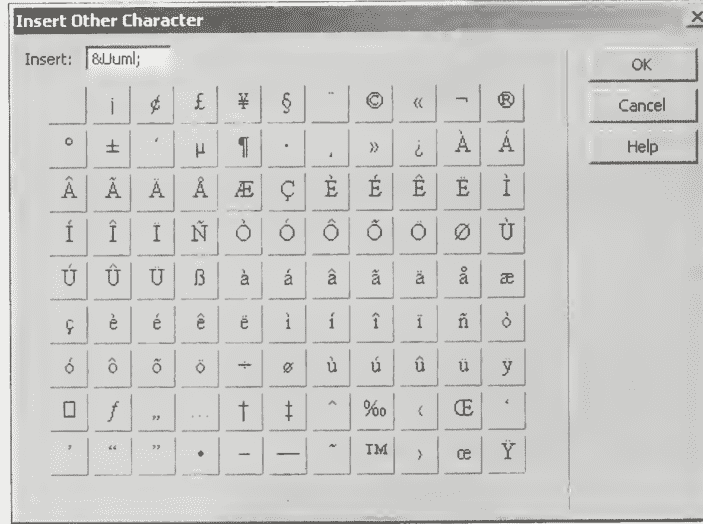 Insert Other Character
Insert: &Uuml;
OK
Cancel
Help
¡ ¢ £ ¥ § ¨ © « ¬ ®
° ± ´ µ ¶ · ¸ » ¿ À Á
 à Ä Å Æ Ç È É Ê Ë Ì
Í Î Ï Ñ Ò Ó Ô Õ Ö Ø Ù
Ú Û Ü ß à á â ã ä å æ
ç è é ê ë ì í î ï ñ ò
ó ô õ ö ÷ ø ù ú û ü ÿ
□ ƒ „ … † ‡ ˆ ‰ ‹ Œ ‘
’ “ ” • – — ˜ ™ › œ Ÿ